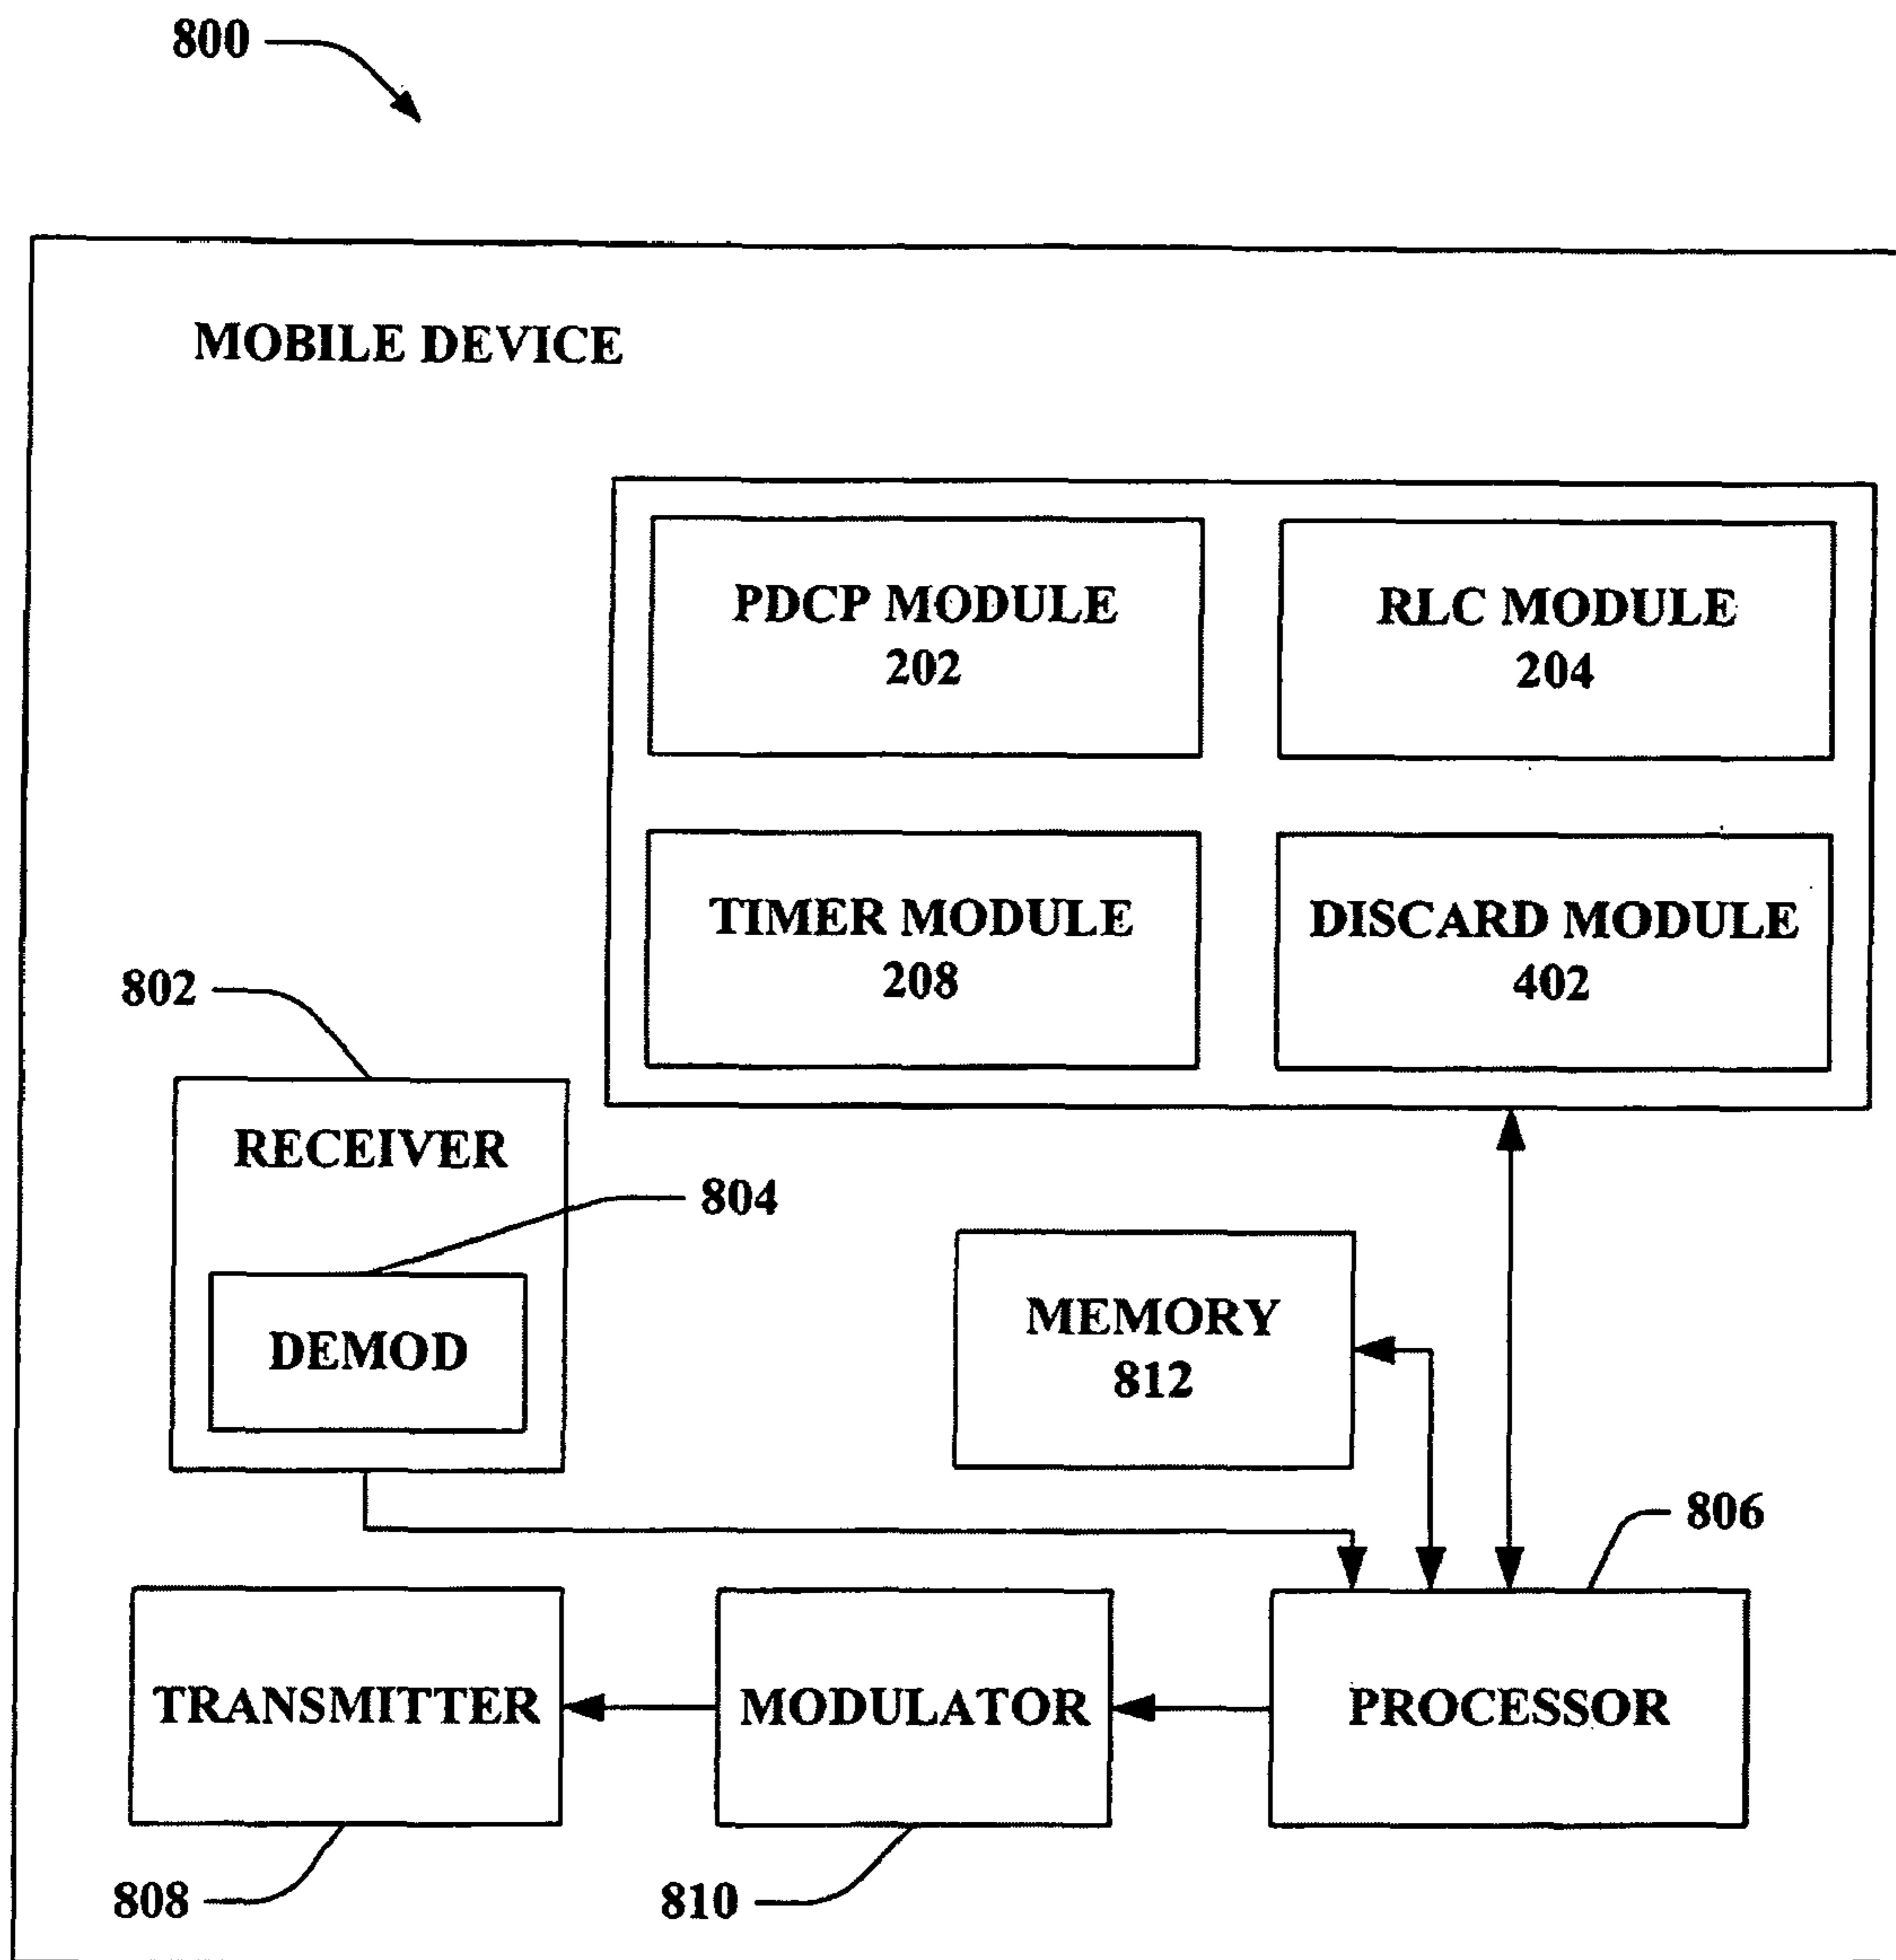 800
MOBILE DEVICE
PDCP MODULE
202
RLC MODULE
204
TIMER MODULE
208
DISCARD MODULE
402
802
RECEIVER
804
DEMOD
MEMORY
812
806
TRANSMITTER
MODULATOR
PROCESSOR
808
810